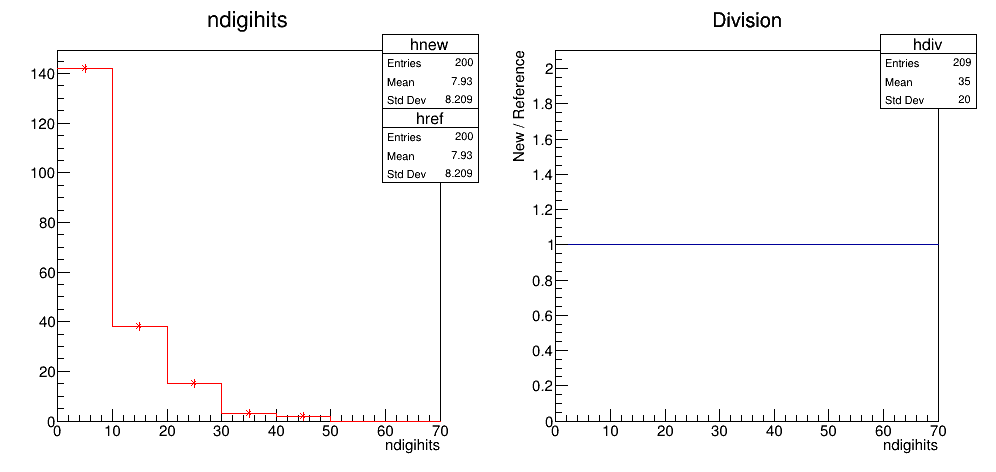 ndigihits
hnew
Entries 200
Mean 7.93
Std Dev 8.209
href
Entries 200
Mean 7.93
Std Dev 8.209
140
120
100
80
60
40
20
0
0 10 20 30 40 50 60 70
ndigihits
Division
hdiv
Entries 209
Mean 35
Std Dev 20
New / Reference
2
1.8
1.6
1.4
1.2
1
0.8
0.6
0.4
0.2
0
0 10 20 30 40 50 60 70
ndigihits